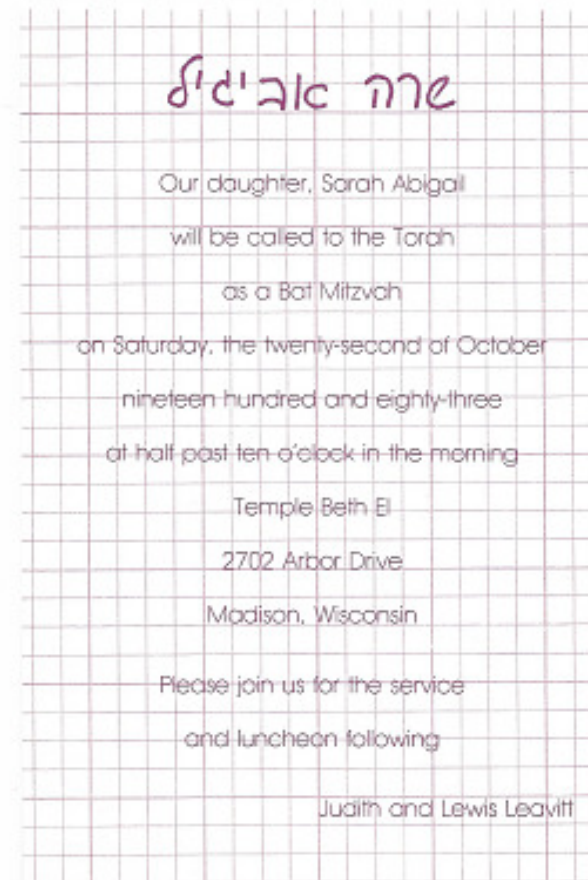 שרה אביגיל
Our daughter, Sarah Abigail
will be called to the Torah
as a Bat Mitzvah
on Saturday, the twenty-second of October
nineteen hundred and eighty-three
at half past ten o'clock in the morning
Temple Beth El
2702 Arbor Drive
Madison, Wisconsin
Please join us for the service
and luncheon following
Judith and Lewis Leavitt